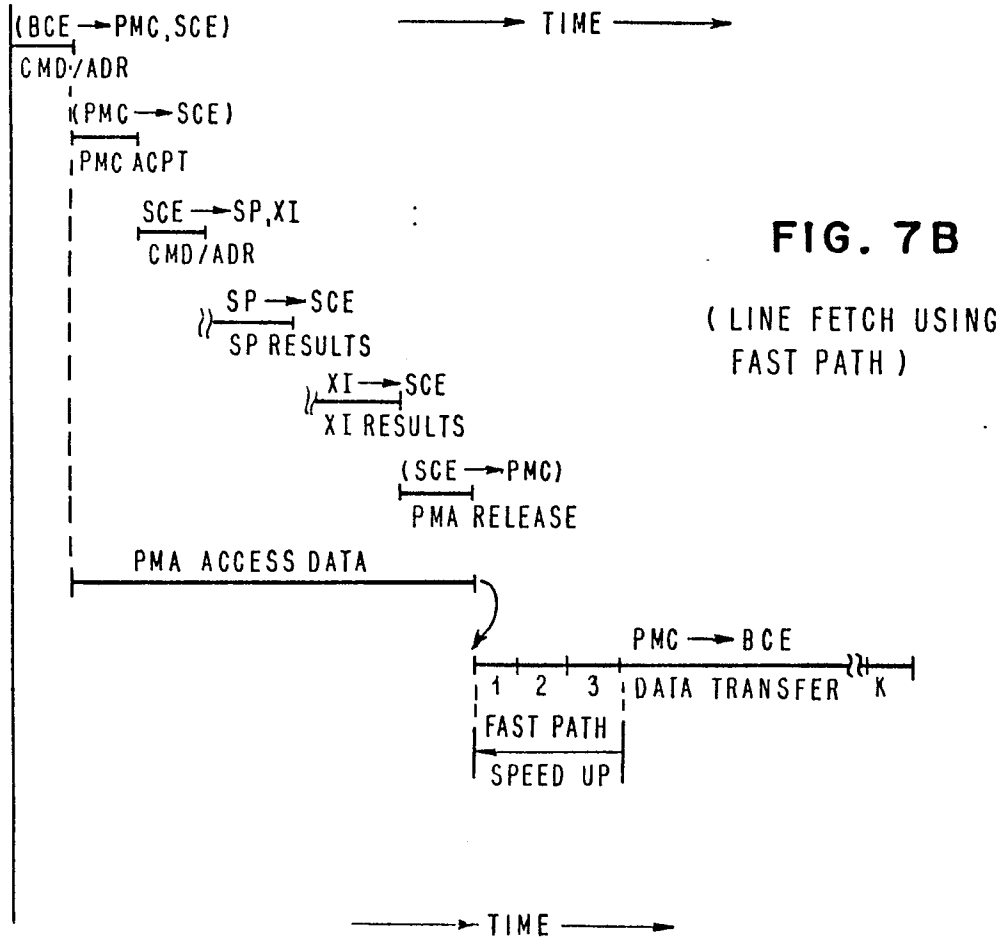 (BCE → PMC, SCE)
→ TIME →
CMD/ADR
(PMC → SCE)
PMC ACPT
SCE → SP, XI
CMD/ADR
FIG. 7B
(LINE FETCH USING
FAST PATH)
SP → SCE
SP RESULTS
XI → SCE
XI RESULTS
(SCE → PMC)
PMA RELEASE
PMA ACCESS DATA
PMC → BCE
1 2 3 DATA TRANSFER K
FAST PATH
SPEED UP
→ TIME →